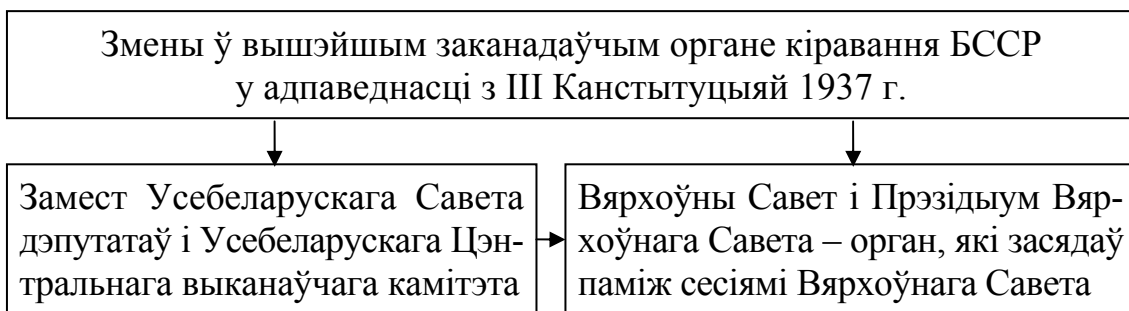 Змены ў вышэйшым заканадаўчым органе кіравання БССР
у адпаведнасці з III Канстытуцыяй 1937 г.
Замест Усебеларускага Савета
дэпутатаў і Усебеларускага Цэн-
тральнага выканаўчага камітэта
Вярхоўны Савет і Прэзідыум Вяр-
хоўнага Савета – орган, які засядаў
паміж сесіямі Вярхоўнага Савета